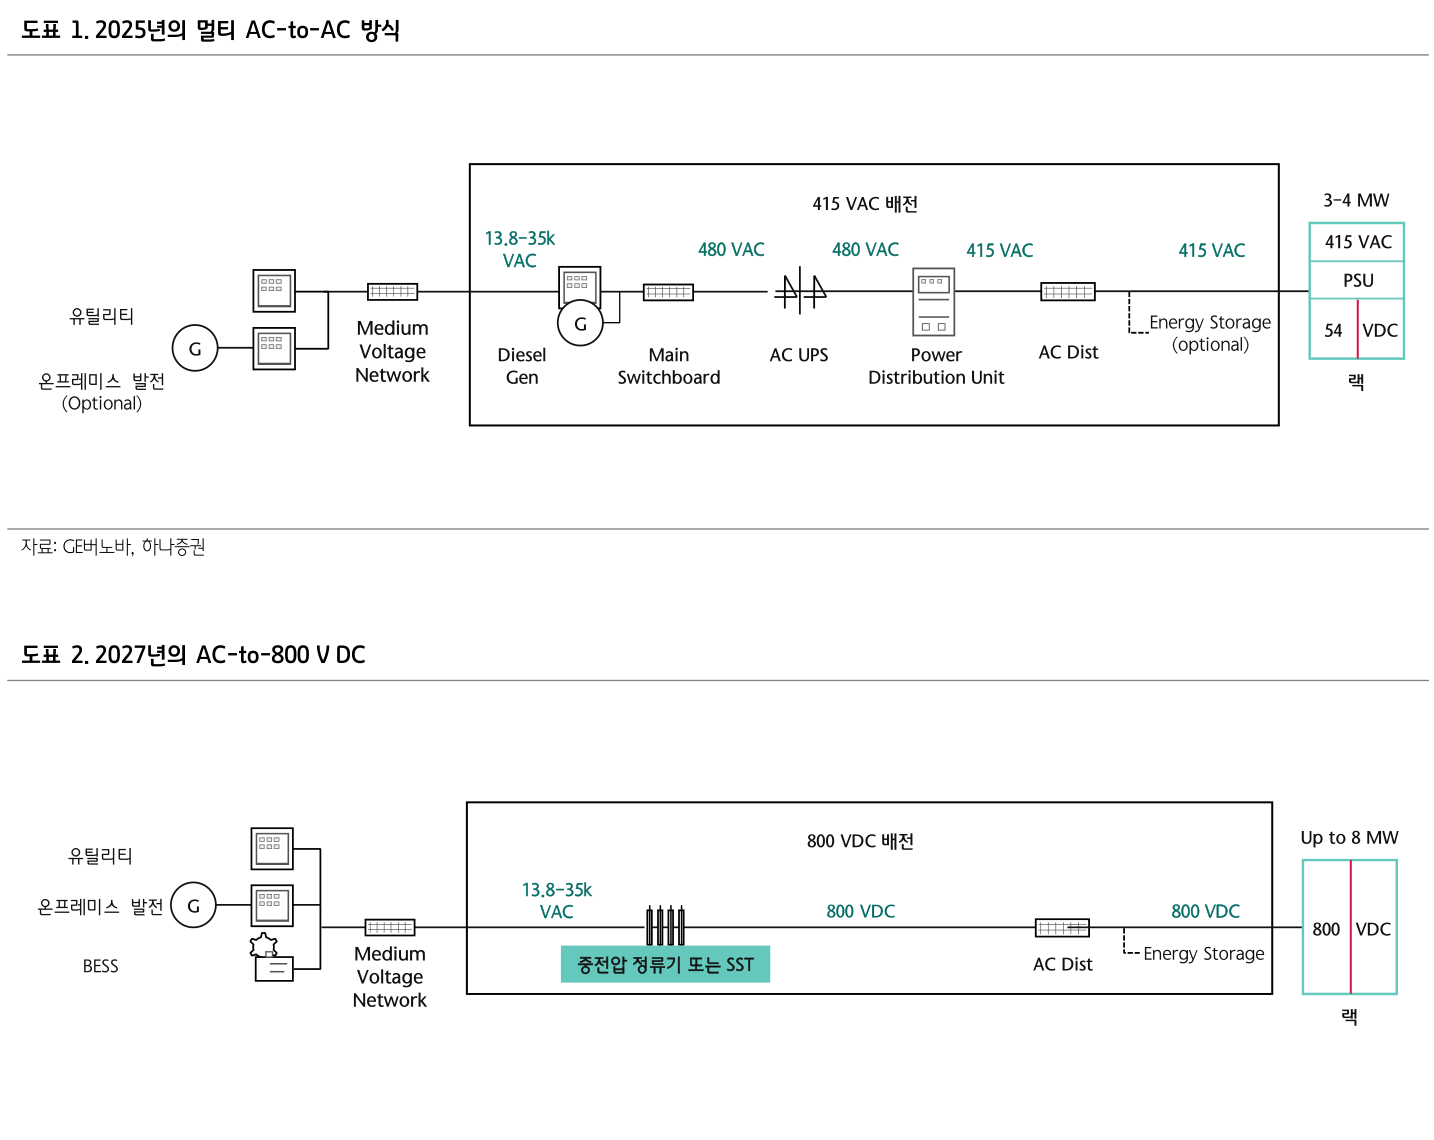 도표 1. 2025년의 멀티 AC-to-AC 방식
415 VAC 배전
3-4 MW
13.8-35k
VAC
480 VAC
480 VAC
415 VAC
415 VAC
415 VAC
PSU
54
VDC
랙
유틸리티
G
온프레미스 발전
(Optional)
Medium
Voltage
Network
G
Diesel
Gen
Main
Switchboard
AC UPS
Power
Distribution Unit
AC Dist
Energy Storage
(optional)
자료: GE버노바, 하나증권
도표 2. 2027년의 AC-to-800 V DC
800 VDC 배전
Up to 8 MW
유틸리티
온프레미스 발전
G
BESS
Medium
Voltage
Network
13.8-35k
VAC
중전압 정류기 또는 SST
800 VDC
AC Dist
800 VDC
Energy Storage
800
VDC
랙